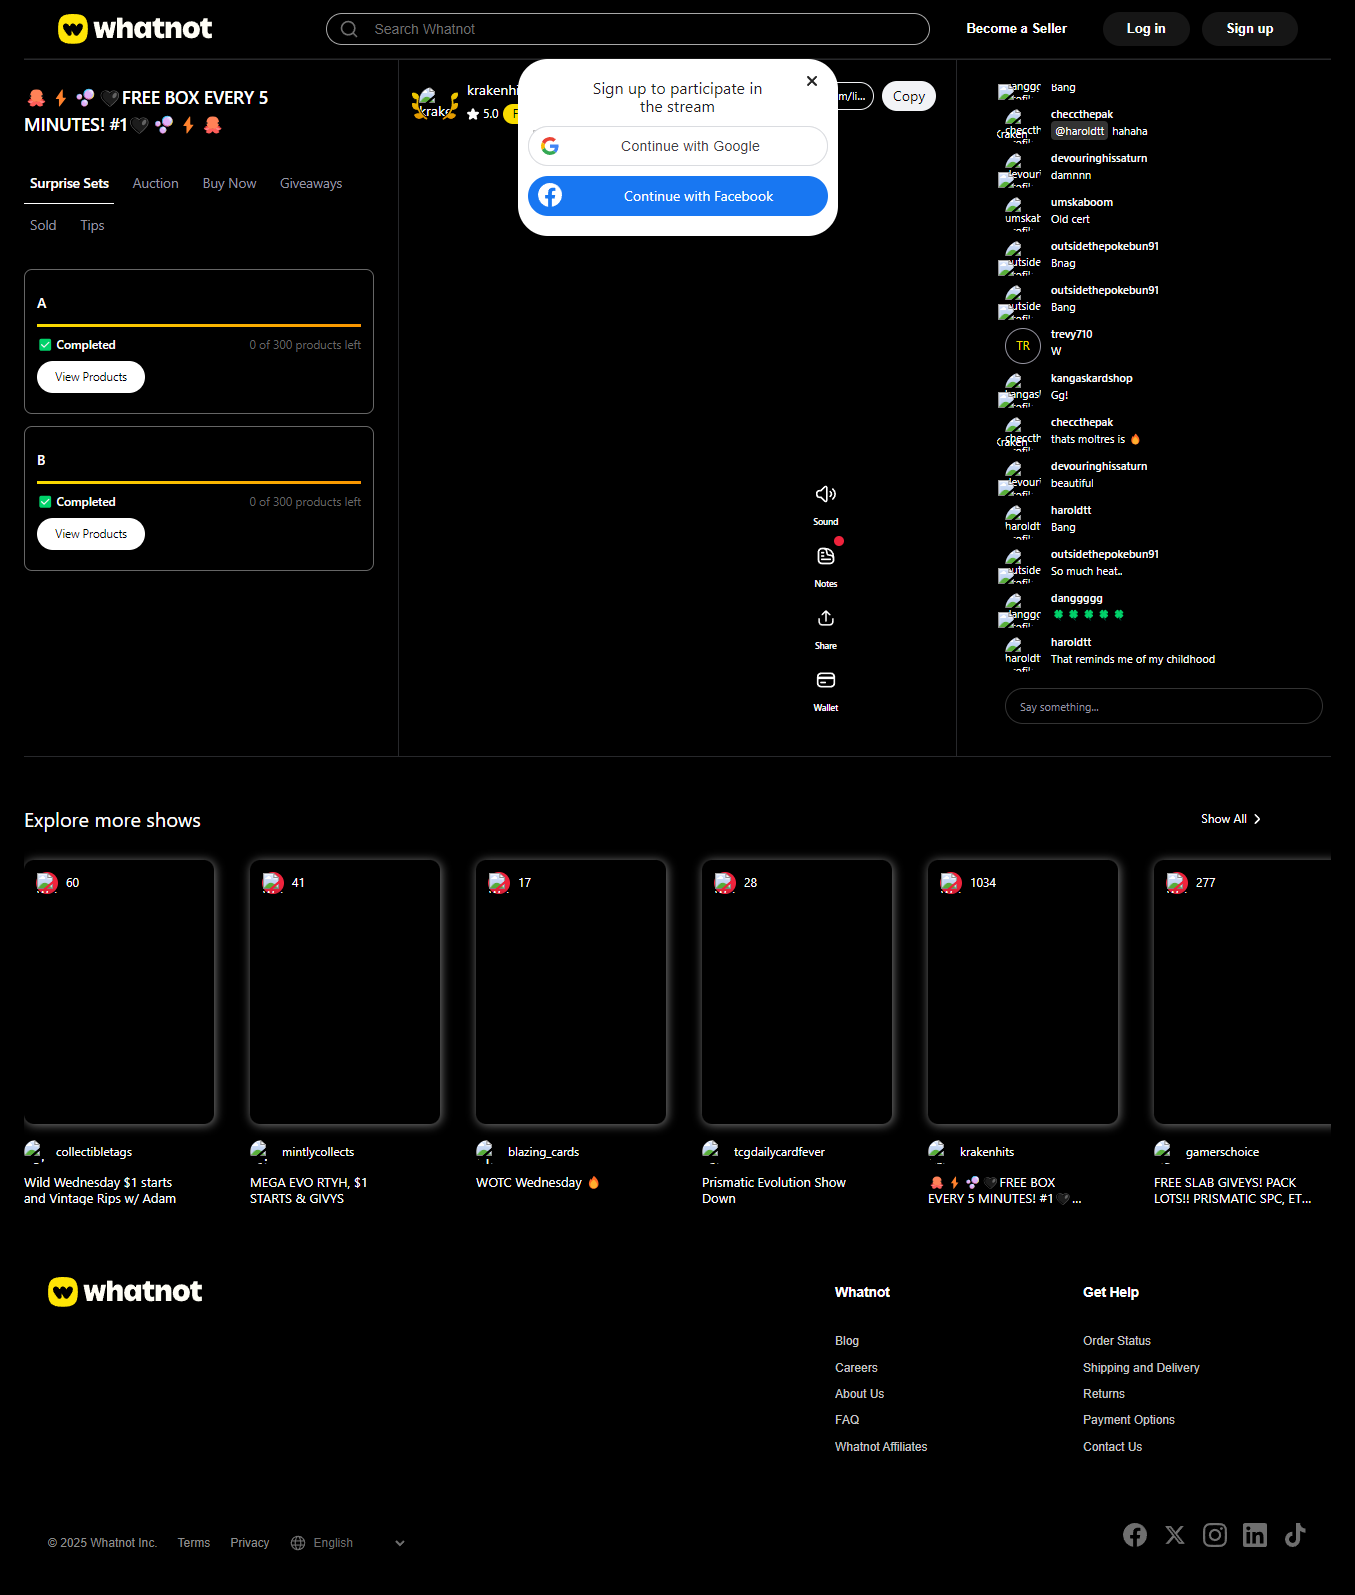 whatnot
Search Whatnot
Become a Seller
Log in
Sign up
FREE BOX EVERY 5
MINUTES! #1
Surprise Sets
Auction
Buy Now
Giveaways
Sold
Tips
A
Completed
0 of 300 products left
View Products
B
Completed
0 of 300 products left
View Products
5.0
Copy
Sign up to participate in
the stream
Continue with Google
Continue with Facebook
Sound
Notes
Share
Wallet
Bang
checcthepak
@haroldtt hahaha
devouringhissaturn
damnnn
umskaboom
Old cert
outsidethepokebun91
Bnag
outsidethepokebun91
Bang
TR
trevy710
W
kangaskardshop
Gg!
checcthepak
thats moltres is 🔥
devouringhissaturn
beautiful
haroldtt
Bang
outsidethepokebun91
So much heat..
danggggg
🍀🍀🍀🍀🍀
haroldtt
That reminds me of my childhood
Say something...
Explore more shows
Show All
60
41
17
28
1034
277
collectibletags
Wild Wednesday $1 starts
and Vintage Rips w/ Adam
mintlycollects
MEGA EVO RTYH, $1
STARTS & GIVYS
blazing_cards
WOTC Wednesday 🔥
tcgdailycardfever
Prismatic Evolution Show
Down
krakenhits
FREE BOX
EVERY 5 MINUTES! #1🖤...
gamerschoice
FREE SLAB GIVEYS! PACK
LOTS!! PRISMATIC SPC, ET...
whatnot
Whatnot
Blog
Careers
About Us
FAQ
Whatnot Affiliates
Get Help
Order Status
Shipping and Delivery
Returns
Payment Options
Contact Us
© 2025 Whatnot Inc.
Terms
Privacy
English